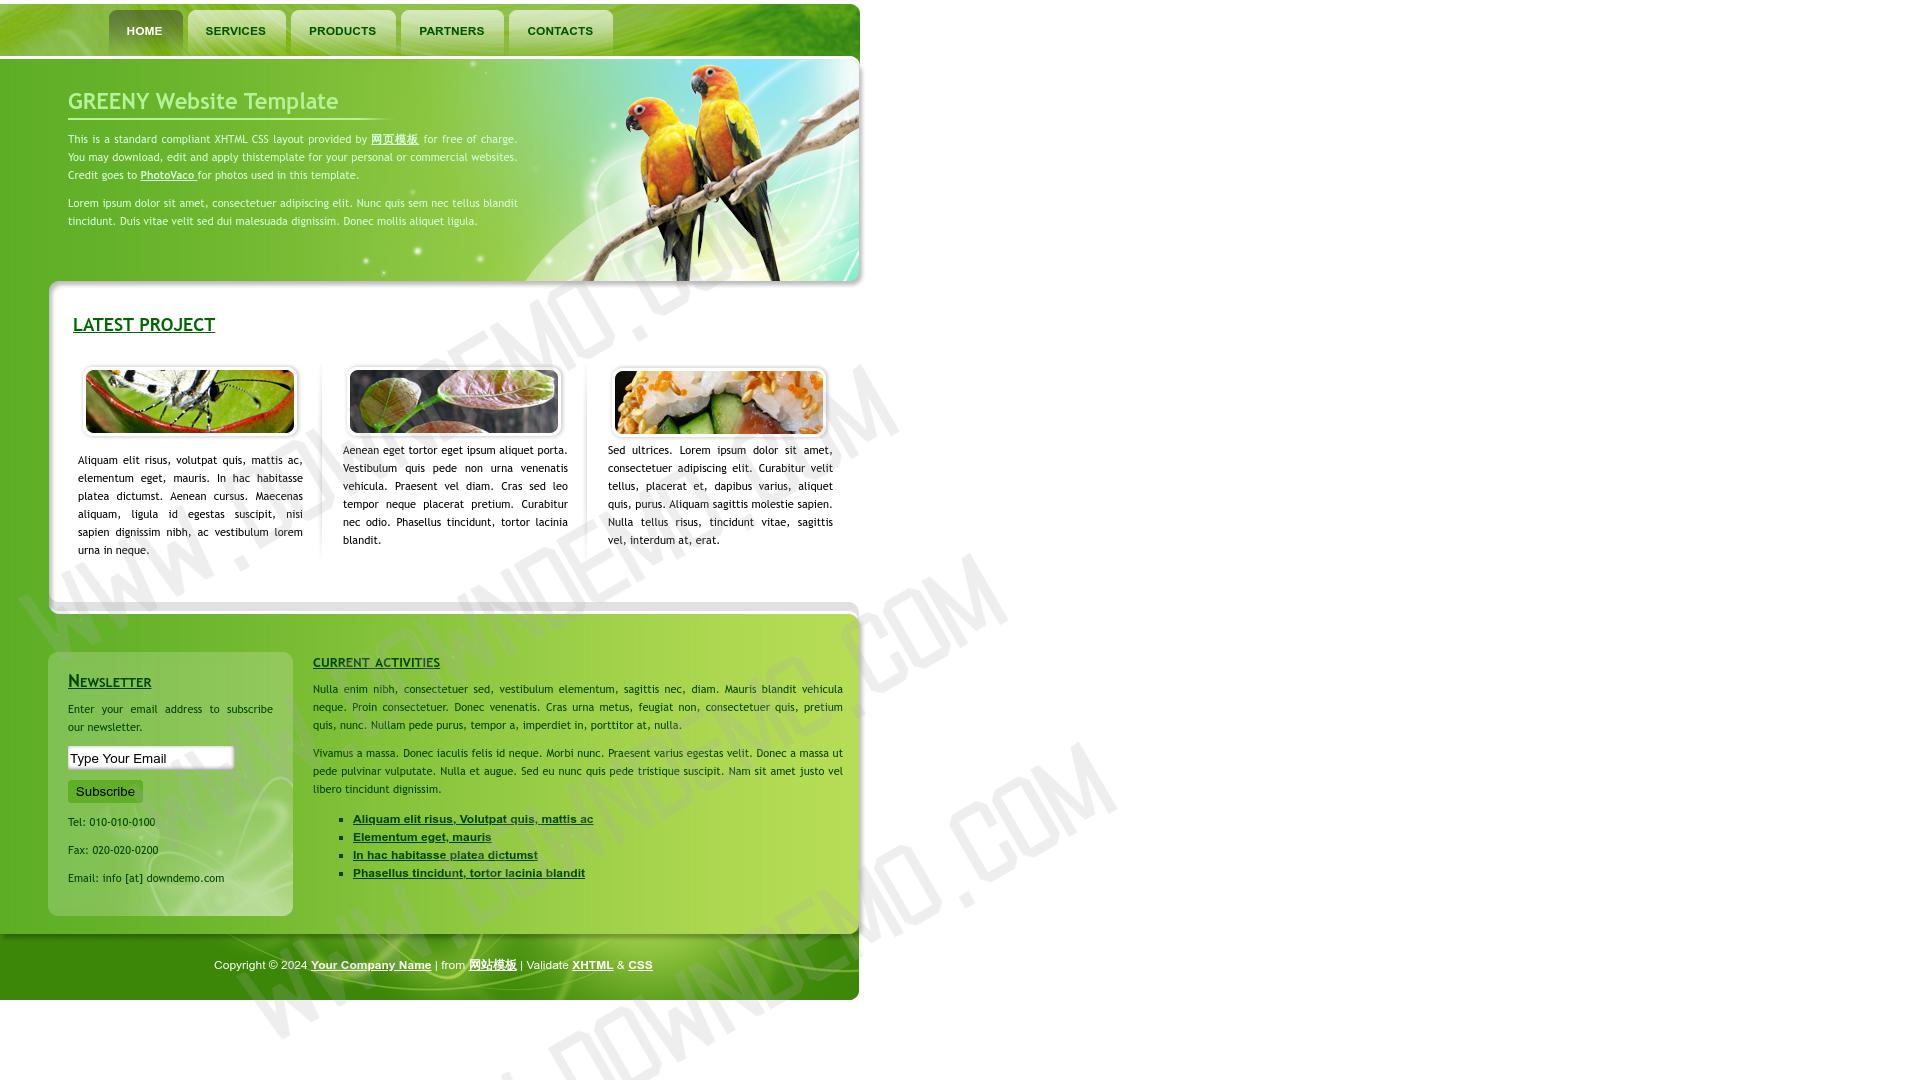 HOME SERVICES PRODUCTS PARTNERS CONTACTS
GREENY Website Template
This is a standard compliant XHTML CSS layout provided by 网页模板 for free of charge.
You may download, edit and apply thistemplate for your personal or commercial websites.
Credit goes to PhotoVaco for photos used in this template.
Lorem ipsum dolor sit amet, consectetuer adipiscing elit. Nunc quis sem nec tellus blandit
tincidunt. Duis vitae velit sed dui malesuada dignissim. Donec mollis aliquet ligula.
LATEST PROJECT
Aliquam elit risus, volutpat quis, mattis ac,
elementum eget, mauris. In hac habitasse
platea dictumst. Aenean cursus. Maecenas
aliquam, ligula id egestas suscipit, nisi
sapien dignissim nibh, ac vestibulum lorem
urna in neque.
Aenean eget tortor eget ipsum aliquet porta.
Vestibulum quis pede non urna venenatis
vehicula. Praesent vel diam. Cras sed leo
tempor neque placerat pretium. Curabitur
nec odio. Phasellus tincidunt, tortor lacinia
blandit.
Sed ultrices. Lorem ipsum dolor sit amet,
consectetuer adipiscing elit. Curabitur velit
tellus, placerat et, dapibus varius, aliquet
quis, purus. Aliquam sagittis molestie sapien.
Nulla tellus risus, tincidunt vitae, sagittis
vel, interdum at, erat.
NEWSLETTER
Enter your email address to subscribe
our newsletter.
Type Your Email
Subscribe
Tel: 010-010-0100
Fax: 020-020-0200
Email: info [at] downdemo.com
CURRENT ACTIVITIES
Nulla enim nibh, consectetuer sed, vestibulum elementum, sagittis nec, diam. Mauris blandit vehicula
neque. Proin consectetuer. Donec venenatis. Cras urna metus, feugiat non, consectetuer quis, pretium
quis, nunc. Nullam pede purus, tempor a, imperdiet in, porttitor at, nulla.
Vivamus a massa. Donec iaculis felis id neque. Morbi nunc. Praesent varius egestas velit. Donec a massa ut
pede pulvinar vulputate. Nulla et augue. Sed eu nunc quis pede tristique suscipit. Nam sit amet justo vel
libero tincidunt dignissim.
Aliquam elit risus, Volutpat quis, mattis ac
Elementum eget, mauris
In hac habitasse platea dictumst
Phasellus tincidunt, tortor lacinia blandit
Copyright © 2024 Your Company Name | from 网站模板 | Validate XHTML & CSS
WWW.DOWNDEMO.COM
WWW.DOWNDEMO.COM
WWW.DOWNDEMO.COM
WWW.DOWNDEMO.COM